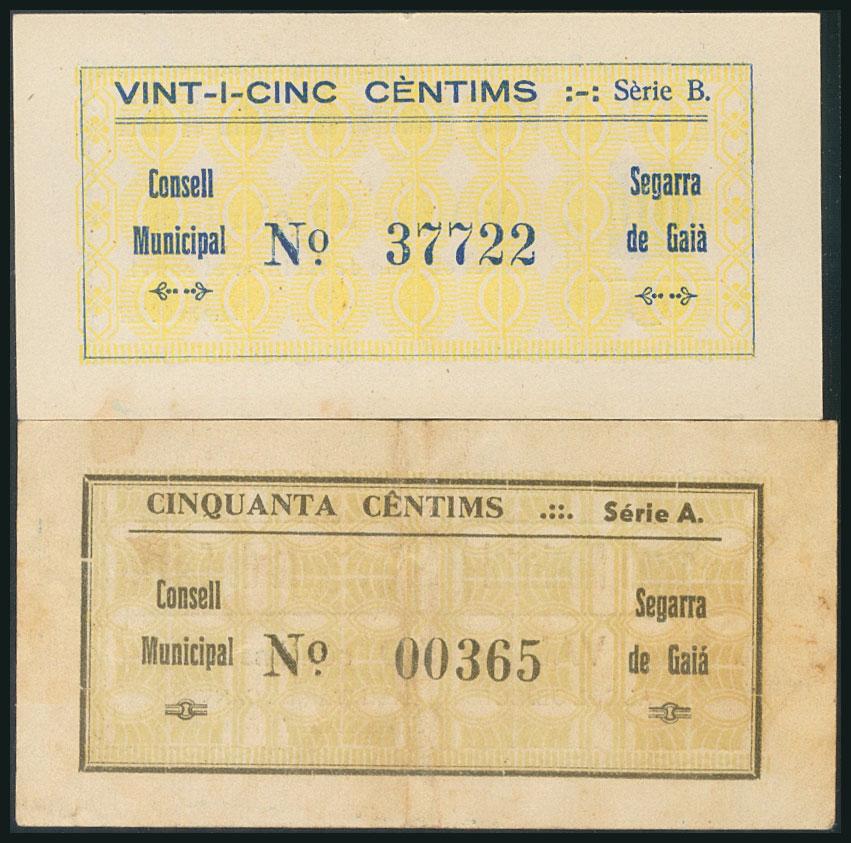 VINT-I-CINC CÈNTIMS :-: Sèrie B.
Consell
Municipal
Nº 37722
Segarra
de Gaià
CINQUANTA CÊNTIMS .::. Série A.
Consell
Municipal
Nº 00365
Segarra
de Gaiá